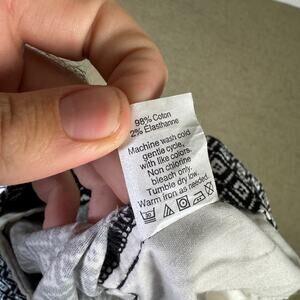 98% Coton
2% Elasthanne
Machine wash cold
gentle cycle,
with like colors.
Non chlorine
bleach only.
Tumble dry low.
Warm iron as needed